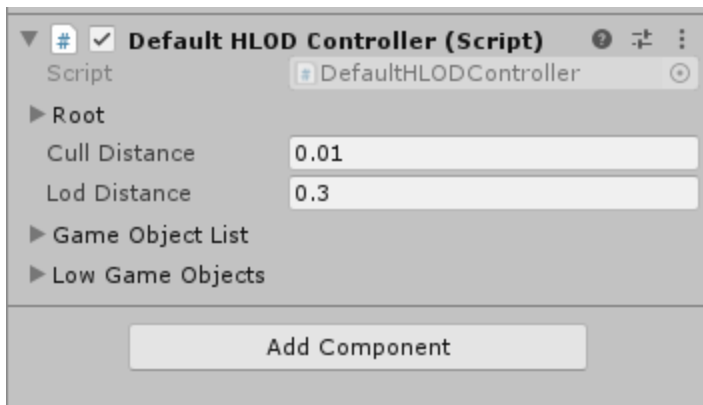 Default HLOD Controller (Script)
Script DefaultHLODController
Root
Cull Distance 0.01
Lod Distance 0.3
Game Object List
Low Game Objects
Add Component